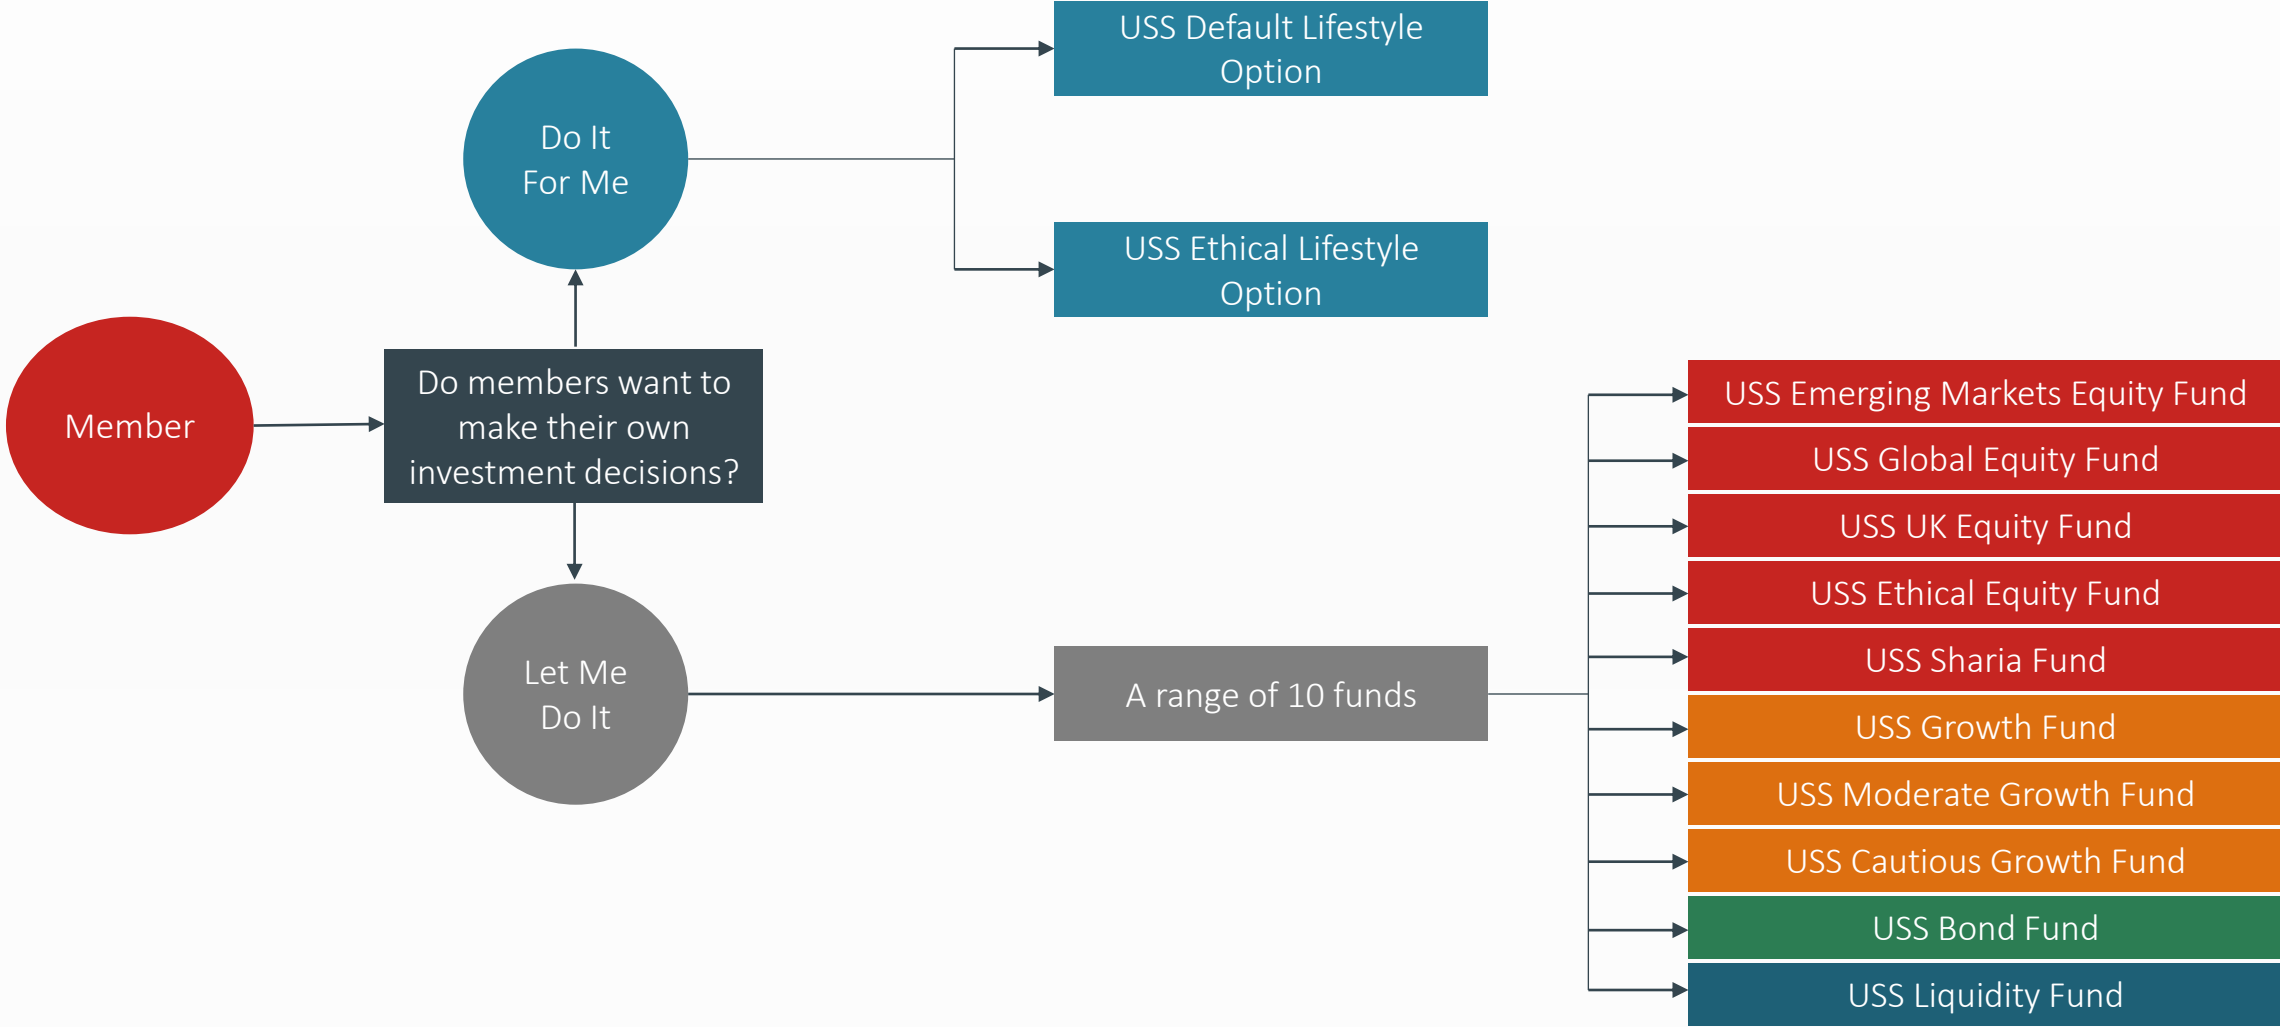 USS Default Lifestyle
Option
Do It
For Me
USS Ethical Lifestyle
Option
Member
Do members want to
make their own
investment decisions?
Let Me
Do It
A range of 10 funds
USS Emerging Markets Equity Fund
USS Global Equity Fund
USS UK Equity Fund
USS Ethical Equity Fund
USS Sharia Fund
USS Growth Fund
USS Moderate Growth Fund
USS Cautious Growth Fund
USS Bond Fund
USS Liquidity Fund